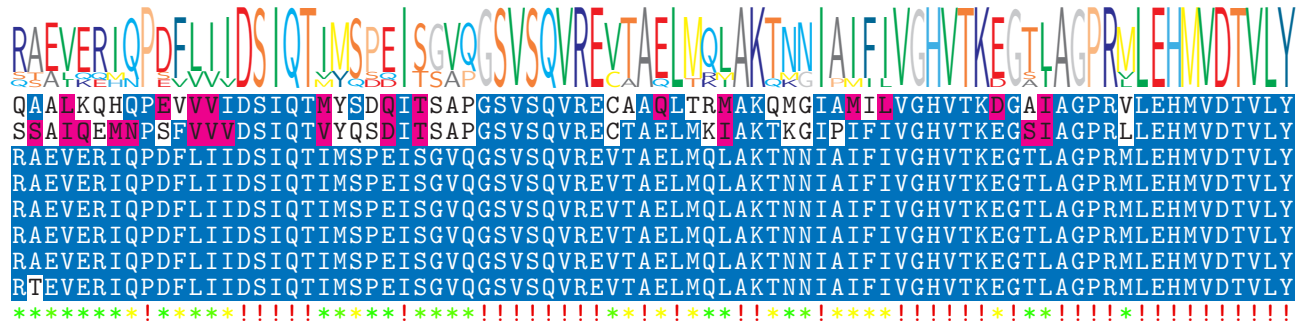 RAEVERIQPDFLIIDSIQTIMSPEISGVQGSVSQVREVTAELMQLAKTNNIAIFIVGHVTKEGTLAGPRMLEHMVDTVLY
QAALKQHQPEVVVIDSIQTMYSDQITSAPGSVSQVRECAAQLTRMAKQMGIAMILVGHVTKDGAIAGPRVLEHMVDTVLY
SSAIQEMNPSFVVVDSIQTVYQSDITSAPGSVSQVRECTAELMKIAKTKGIPIFIVGHVTKEGSIAGPRLLEHMVDTVLY
RAEVERIQPDFLIIDSIQTIMSPEISGVQGSVSQVREVTAELMQLAKTNNIAIFIVGHVTKEGTLAGPRMLEHMVDTVLY
RAEVERIQPDFLIIDSIQTIMSPEISGVQGSVSQVREVTAELMQLAKTNNIAIFIVGHVTKEGTLAGPRMLEHMVDTVLY
RAEVERIQPDFLIIDSIQTIMSPEISGVQGSVSQVREVTAELMQLAKTNNIAIFIVGHVTKEGTLAGPRMLEHMVDTVLY
RAEVERIQPDFLIIDSIQTIMSPEISGVQGSVSQVREVTAELMQLAKTNNIAIFIVGHVTKEGTLAGPRMLEHMVDTVLY
RAEVERIQPDFLIIDSIQTIMSPEISGVQGSVSQVREVTAELMQLAKTNNIAIFIVGHVTKEGTLAGPRMLEHMVDTVLY
RTEVERIQPDFLIIDSIQTIMSPEISGVQGSVSQVREVTAELMQLAKTNNIAIFIVGHVTKEGTLAGPRMLEHMVDTVLY
********!*****!!!!!*****!****!!!!!!!!**!*!***!!***!****!!!!!!*!**!!!!*!!!!!!!!!!